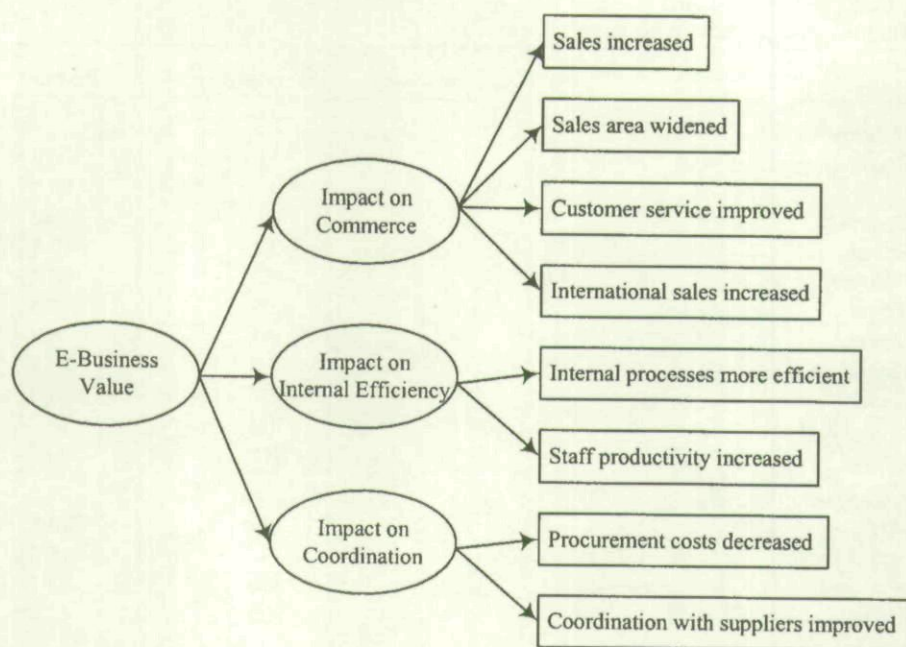 Sales increased
Sales area widened
Impact on
Commerce
Customer service improved
International sales increased
E-Business
Value
Impact on
Internal Efficiency
Internal processes more efficient
Staff productivity increased
Impact on
Coordination
Procurement costs decreased
Coordination with suppliers improved